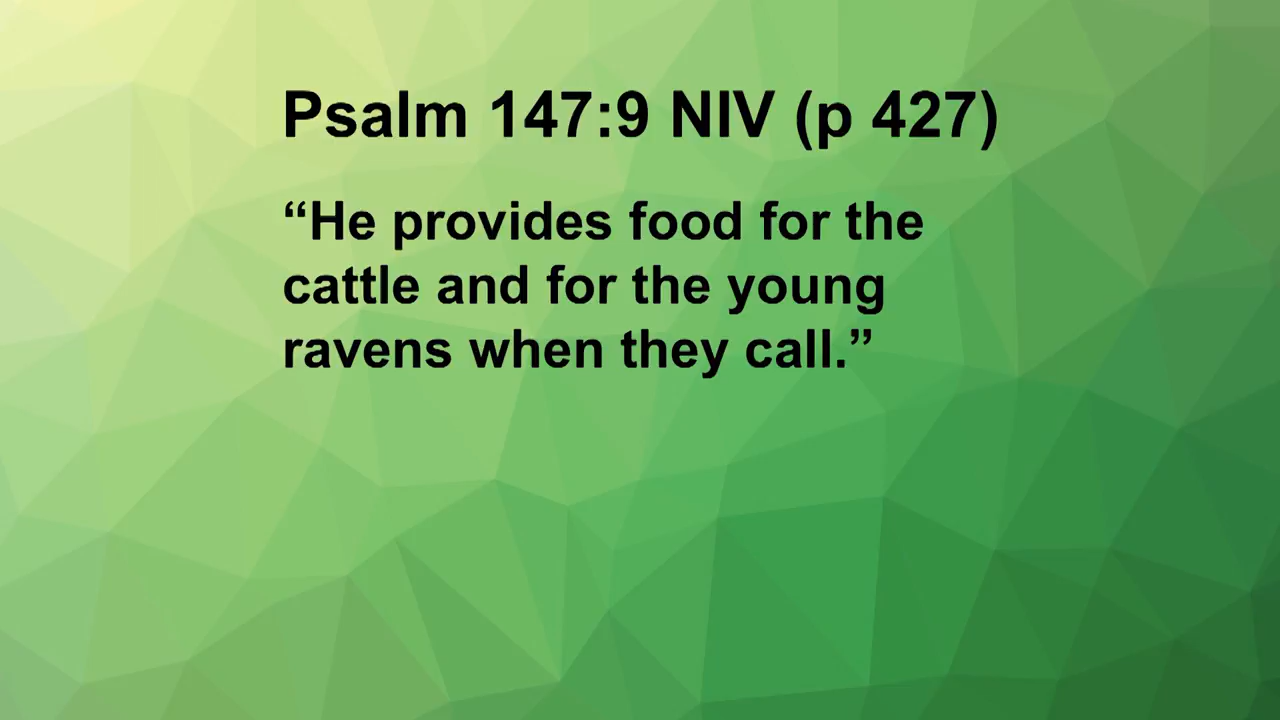 Psalm 147:9 NIV (p 427)
“He provides food for the
cattle and for the young
ravens when they call.”